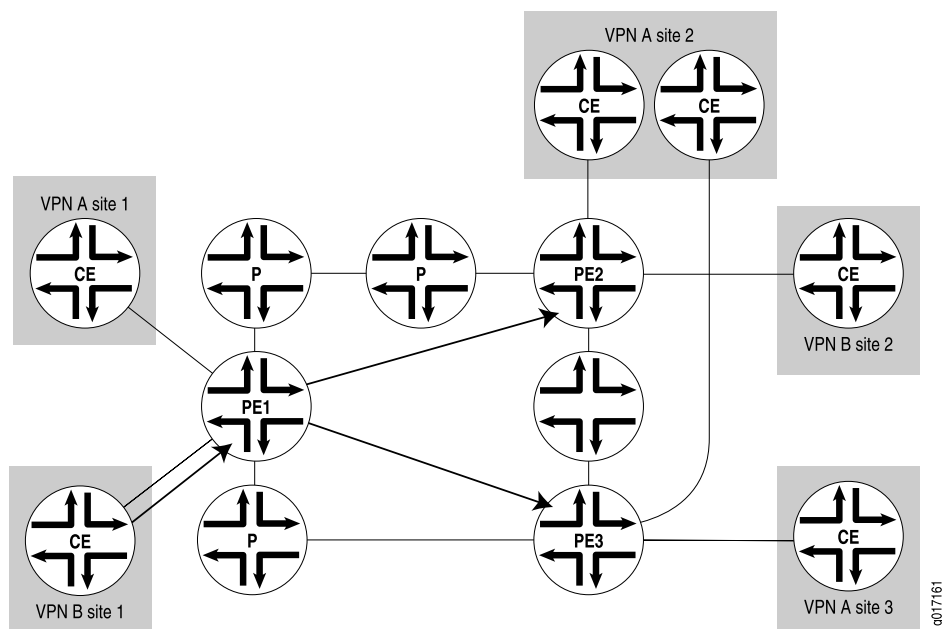 VPN A site 2
CE
CE
VPN A site 1
CE
P
P
PE2
CE
VPN B site 2
PE1
CE
VPN B site 1
P
PE3
CE
VPN A site 3
g017161